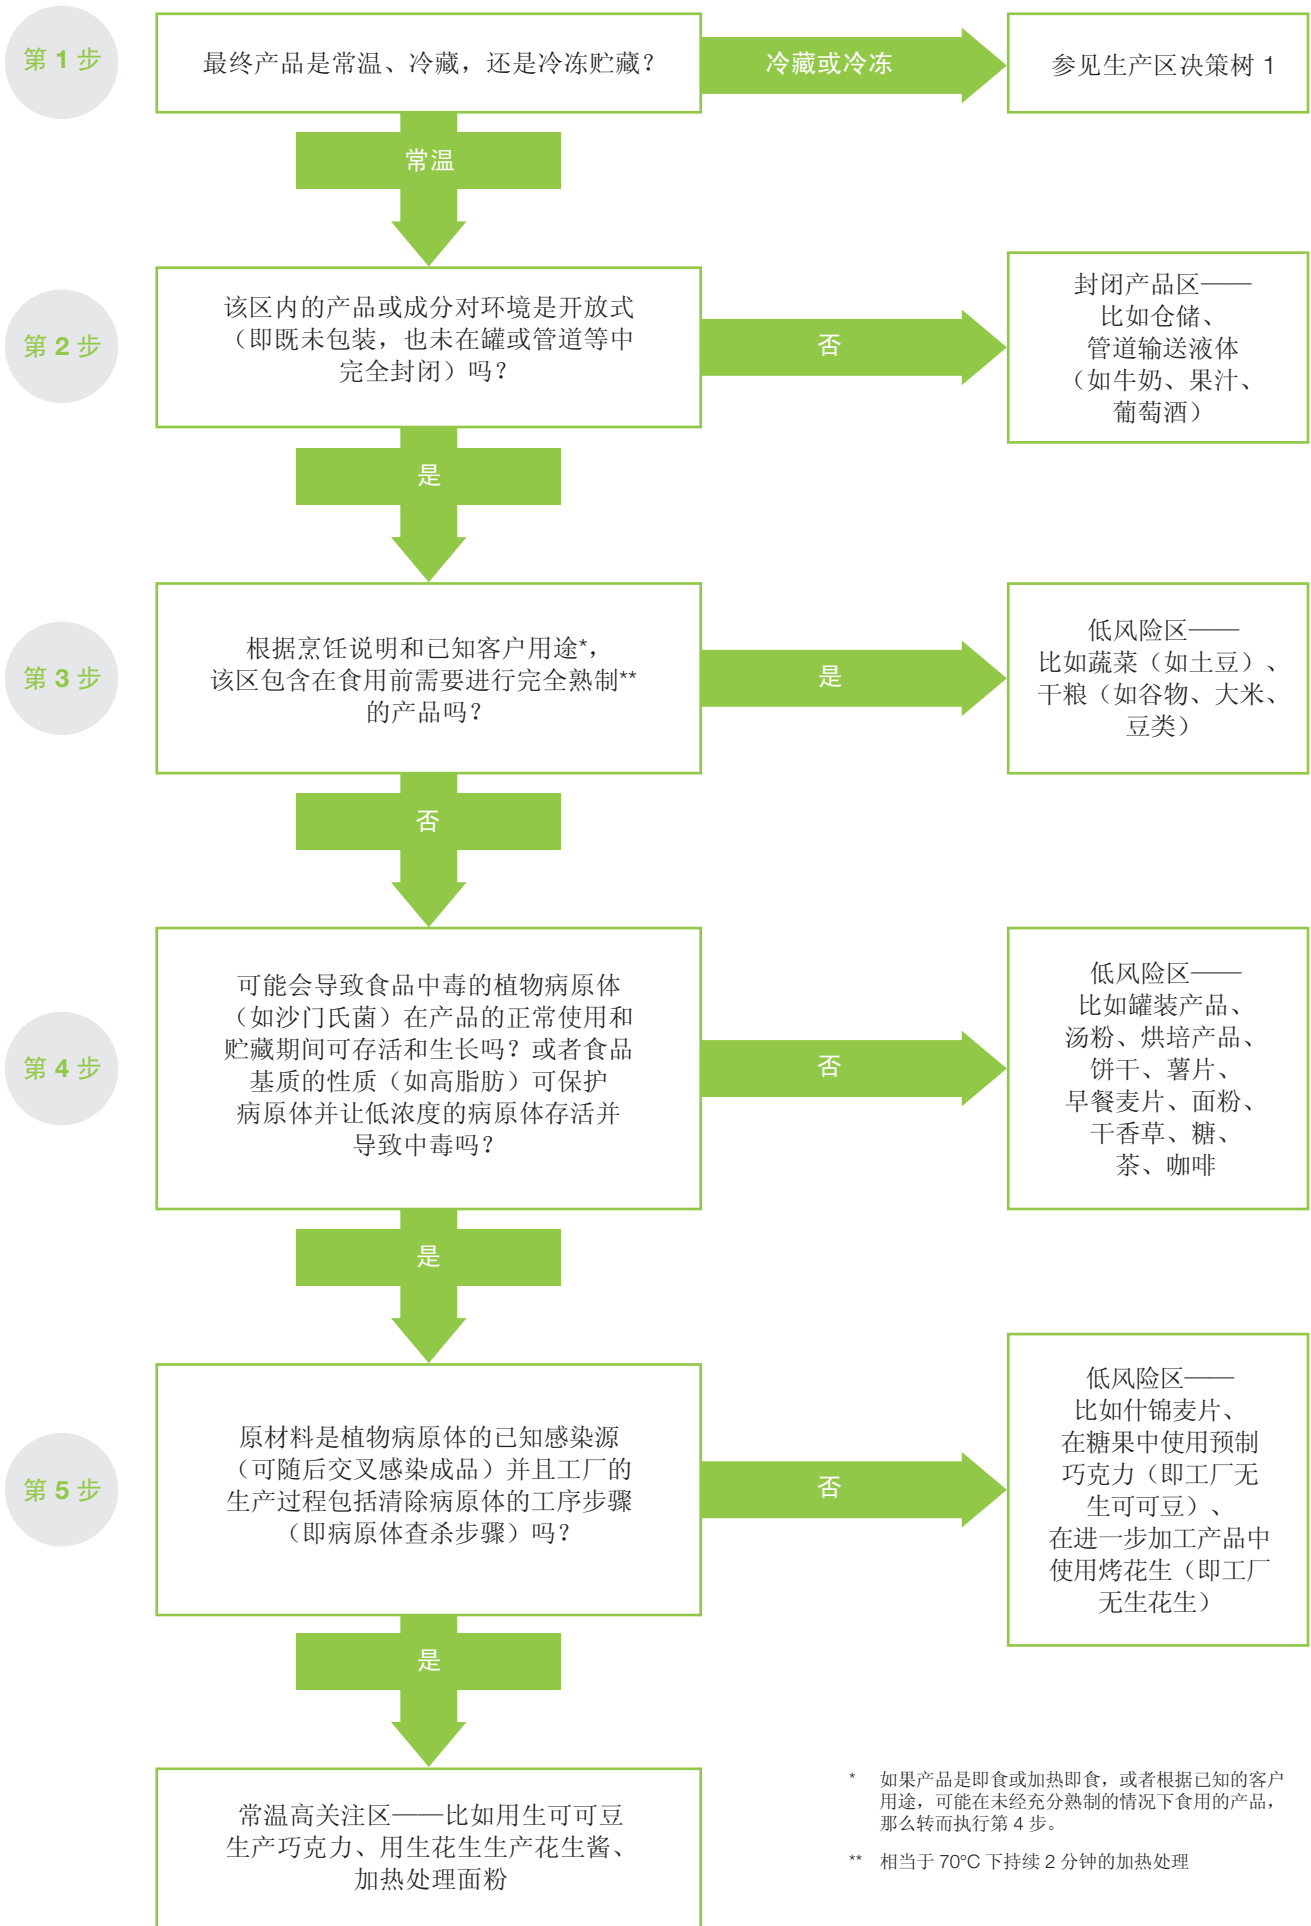 第 1 步
最终产品是常温、冷藏，还是冷冻贮藏？
冷藏或冷冻
参见生产区决策树 1
常温
第 2 步
该区内的产品或成分对环境是开放式
（即既未包装，也未在罐或管道等中
完全封闭）吗？
否
封闭产品区——
比如仓储、
管道输送液体
（如牛奶、果汁、
葡萄酒）
是
第 3 步
根据烹饪说明和已知客户用途*，
该区包含在食用前需要进行完全熟制**
的产品吗？
是
低风险区——
比如蔬菜（如土豆）、
干粮（如谷物、大米、
豆类）
否
第 4 步
可能会导致食品中毒的植物病原体
（如沙门氏菌）在产品的正常使用和
贮藏期间可存活和生长吗？或者食品
基质的性质（如高脂肪）可保护
病原体并让低浓度的病原体存活并
导致中毒吗？
否
低风险区——
比如罐装产品、
汤粉、烘培产品、
饼干、薯片、
早餐麦片、面粉、
干香草、糖、
茶、咖啡
是
第 5 步
原材料是植物病原体的已知感染源
（可随后交叉感染成品）并且工厂的
生产过程包括清除病原体的工序步骤
（即病原体查杀步骤）吗？
否
低风险区——
比如什锦麦片、
在糖果中使用预制
巧克力（即工厂无
生可可豆）、
在进一步加工产品中
使用烤花生（即工厂
无生花生）
是
常温高关注区——比如用生可可豆
生产巧克力、用生花生生产花生酱、
加热处理面粉
* 如果产品是即食或加热即食，或者根据已知的客户
用途，可能在未经充分熟制的情况下食用的产品，
那么转而执行第 4 步。
** 相当于 70°C 下持续 2 分钟的加热处理